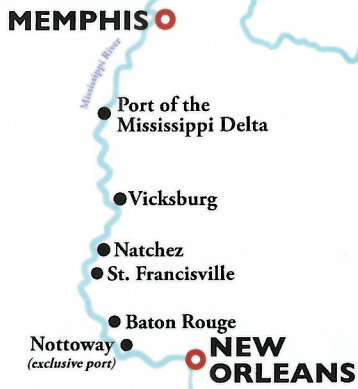 MEMPHIS
Mississippi River
Port of the
Mississippi Delta
Vicksburg
Natchez
St. Francisville
Baton Rouge
Nottoway
(exclusive port)
NEW
ORLEANS